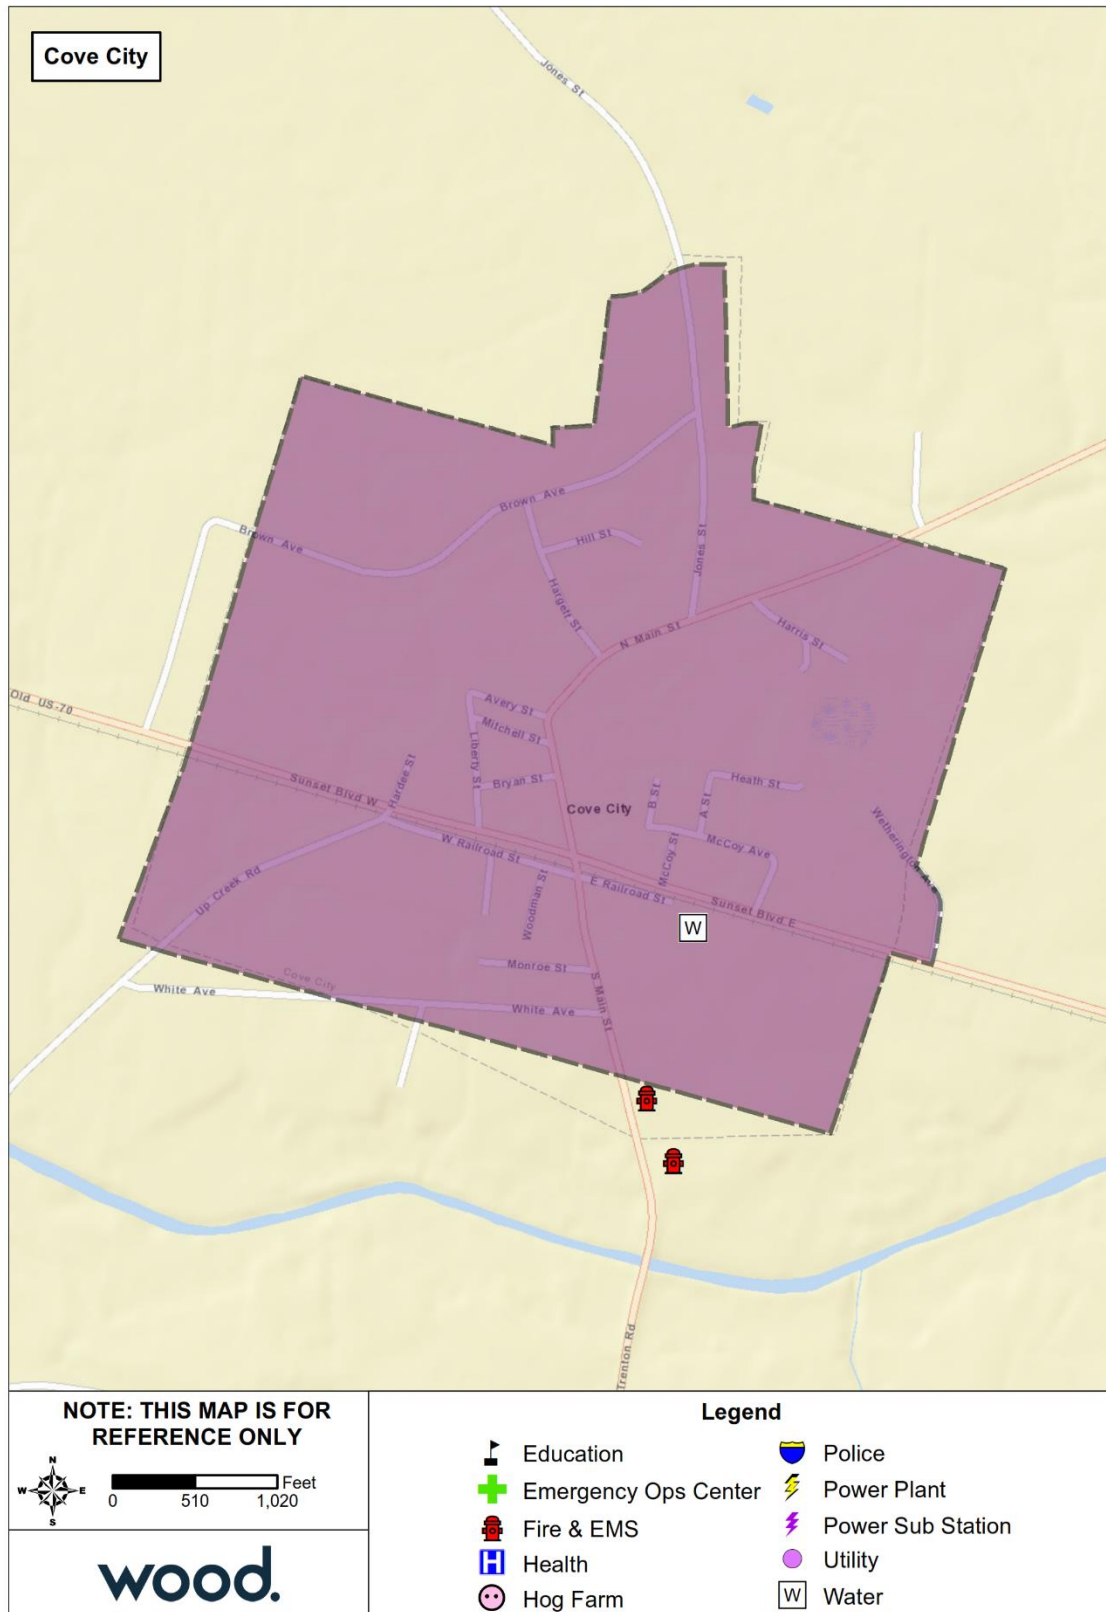 Cove City
Jones St
Brown Ave
Brown Ave
Hill St
Jones St
Hargett St
N Main St
Harris St
Old US-70
Avery St
Mitchell St
Liberty St
Bryan St
Hardee St
Sunset Blvd W
Cove City
B St
A St
Heath St
McCoy Ave
McCoy St
W Railroad St
E Railroad St
Sunset Blvd E
Up Creek Rd
Woodman St
W
Monroe St
S Main St
Cove City
White Ave
White Ave
Trenton Rd
NOTE: THIS MAP IS FOR
REFERENCE ONLY
N
W E
S
Feet
0 510 1,020
wood.
Legend
Education
Emergency Ops Center
Fire & EMS
H Health
Hog Farm
Police
Power Plant
Power Sub Station
Utility
W Water